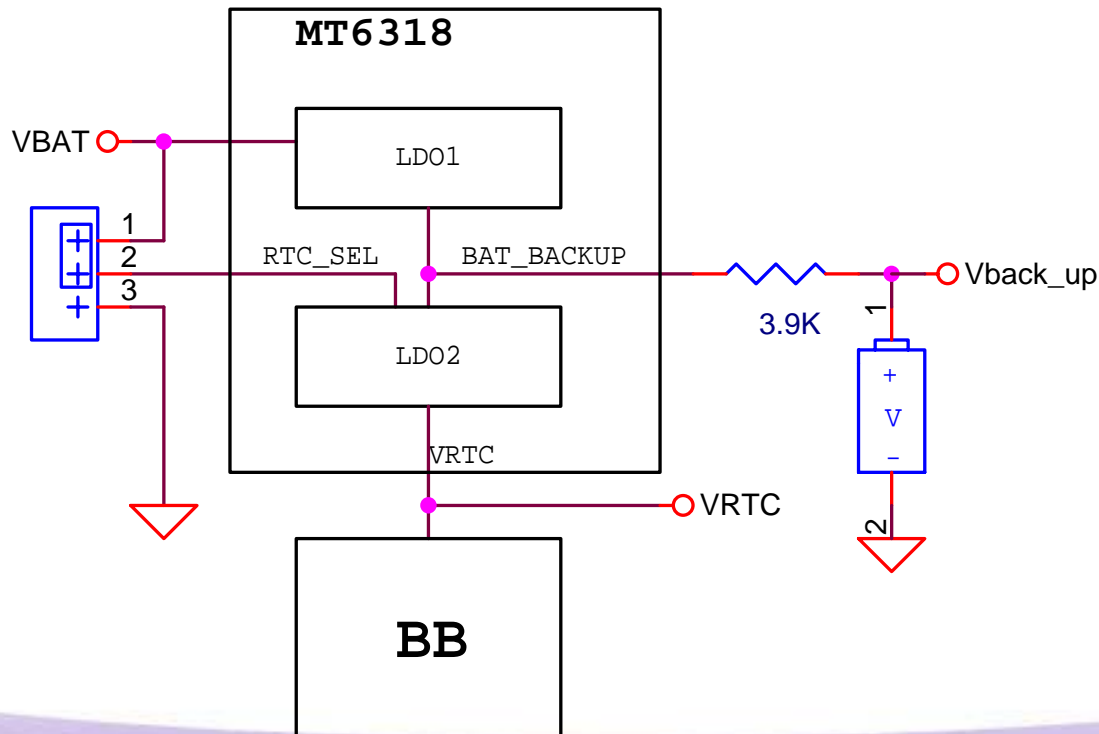 MT6318
VBAT
LDO1
1
2
3
RTC_SEL
BAT_BACKUP
Vback_up
3.9K
1
+
V
-
2
LDO2
VRTC
VRTC
BB